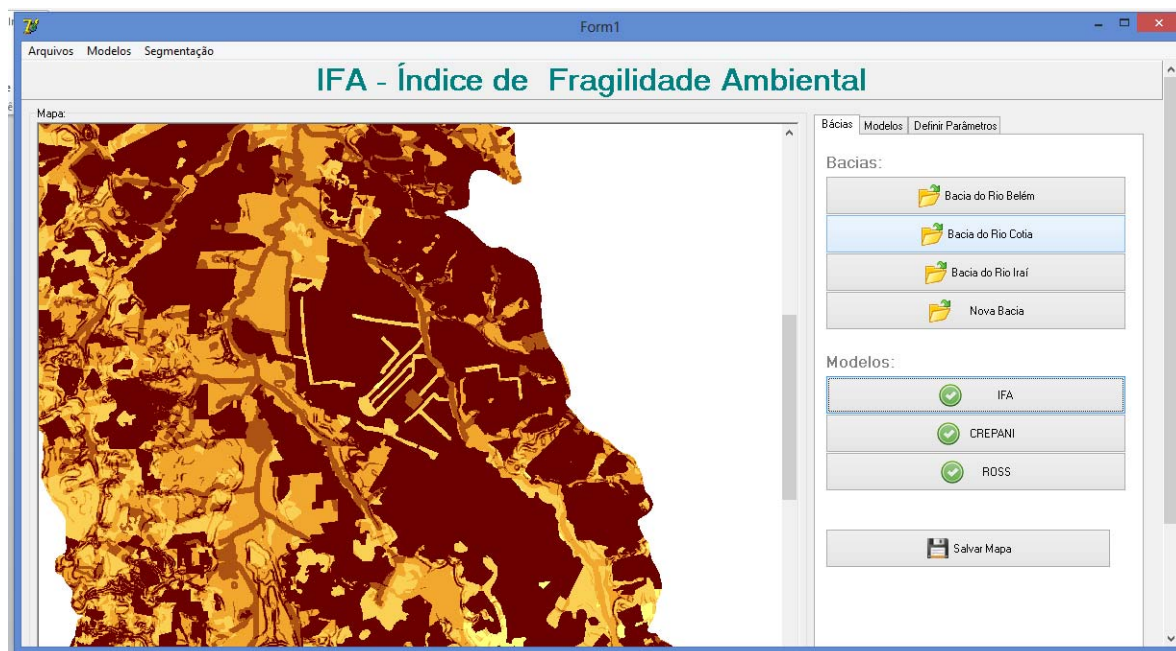 Form1
Arquivos Modelos Segmentação
IFA - Índice de Fragilidade Ambiental
Mapa:
Bácias Modelos Definir Parâmetros
Bacias:
Bacia do Rio Belém
Bacia do Rio Cotia
Bacia do Rio Iraí
Nova Bacia
Modelos:
IFA
CREPANI
ROSS
Salvar Mapa